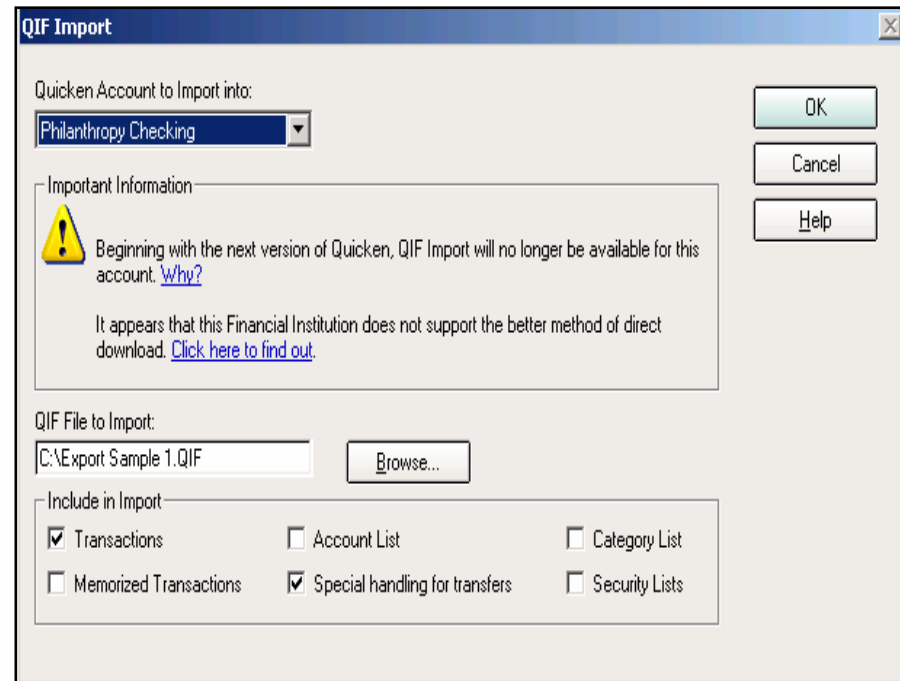 QIF Import
Quicken Account to Import into:
Philanthropy Checking
OK
Cancel
Help
Important Information
Beginning with the next version of Quicken, QIF Import will no longer be available for this
account. Why?
It appears that this Financial Institution does not support the better method of direct
download. Click here to find out.
QIF File to Import:
C:\Export Sample 1.QIF
Browse...
Include in Import
Transactions
Account List
Category List
Memorized Transactions
Special handling for transfers
Security Lists